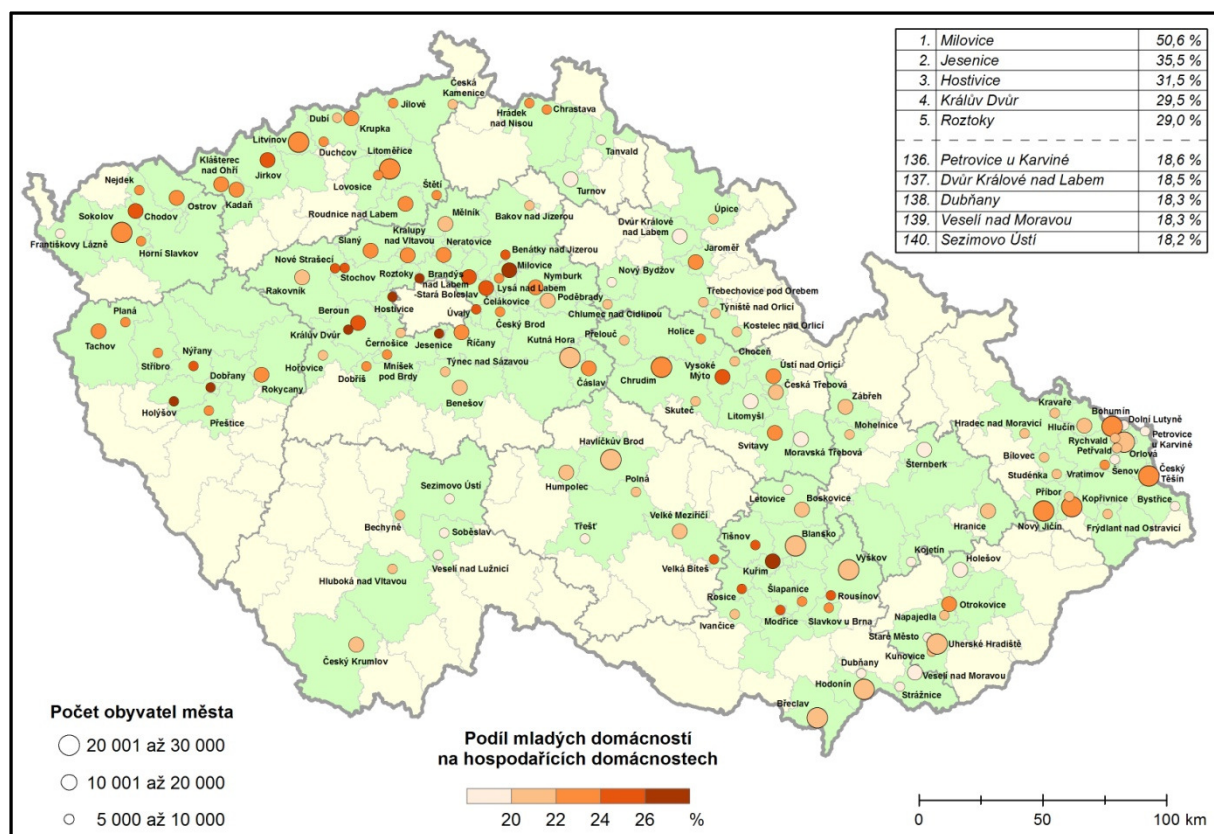 1. Milovice 50,6 %
2. Jesenice 35,5 %
3. Hostivice 31,5 %
4. Králův Dvůr 29,5 %
5. Roztoky 29,0 %
136. Petrovice u Karviné 18,6 %
137. Dvůr Králové nad Labem 18,5 %
138. Dubňany 18,3 %
139. Veselí nad Moravou 18,3 %
140. Sezimovo Ústí 18,2 %
Česká
Kamenice
Jílové
Hrádek
nad Nisou
Chrastava
Dubí
Krupka
Tanvald
Litvínov
Duchcov
Litoměřice
Klášterec
nad Ohří
Jirkov
Lovosice
Turnov
Nejdek
Kadaň
Štětí
Ostrov
Roudnice nad Labem
Bakov nad Jizerou
Sokolov
Chodov
Mělník
Úpice
Dvůr Králové
nad Labem
Františkovy Lázně
Horní Slavkov
Slaný
Kralupy
nad Vltavou
Neratovice
Benátky nad Jizerou
Jaroměř
Nové Strašecí
Stochov
Roztoky
Brandýs
nad Labem
-Stará Boleslav
Milovice
Nymburk
Nový Bydžov
Rakovník
Lysá nad Labem
Poděbrady
Třebechovice pod Orebem
Hostivice
Čelákovice
Chlumec nad Cidlinou
Týniště nad Orlicí
Planá
Beroun
Úvaly
Český Brod
Kostelec nad Orlicí
Tachov
Králův Dvůr
Jesenice
Říčany
Kutná Hora
Přelouč
Holice
Černošice
Týnec nad Sázavou
Choceň
Stříbro
Nýřany
Hořovice
Mníšek
pod Brdy
Ústí nad Orlicí
Dobřany
Rokycany
Dobříš
Čáslav
Chrudim
Vysoké
Mýto
Česká Třebová
Holýšov
Benešov
Přeštice
Skuteč
Litomyšl
Zábřeh
Svitavy
Mohelnice
Moravská Třebová
Kravaře
Bohumín
Dolní Lutyně
Hlučín
Petrovice
u Karviné
Hradec nad Moravicí
Rychvald
Petřvald
Orlová
Havlíčkův Brod
Šternberk
Bílovec
Šenov
Český
Těšín
Sezimovo Ústí
Humpolec
Polná
Letovice
Boskovice
Studénka
Vratimov
Příbor
Kopřivnice
Bystřice
Bechyně
Soběslav
Třešť
Velké Meziříčí
Hranice
Nový Jičín
Frýdlant nad Ostravicí
Tišnov
Blansko
Veselí nad Lužnicí
Velká Bíteš
Kuřim
Vyškov
Kojetín
Holešov
Hluboká nad Vltavou
Rosice
Šlapanice
Rousínov
Otrokovice
Ivančice
Modřice
Slavkov u Brna
Napajedla
Staré Město
Český Krumlov
Uherské Hradiště
Kunovice
Dubňany
Veselí nad Moravou
Hodonín
Strážnice
Břeclav
Počet obyvatel města
20 001 až 30 000
10 001 až 20 000
5 000 až 10 000
Podíl mladých domácností
na hospodařících domácnostech
20 22 24 26 %
0 50 100 km